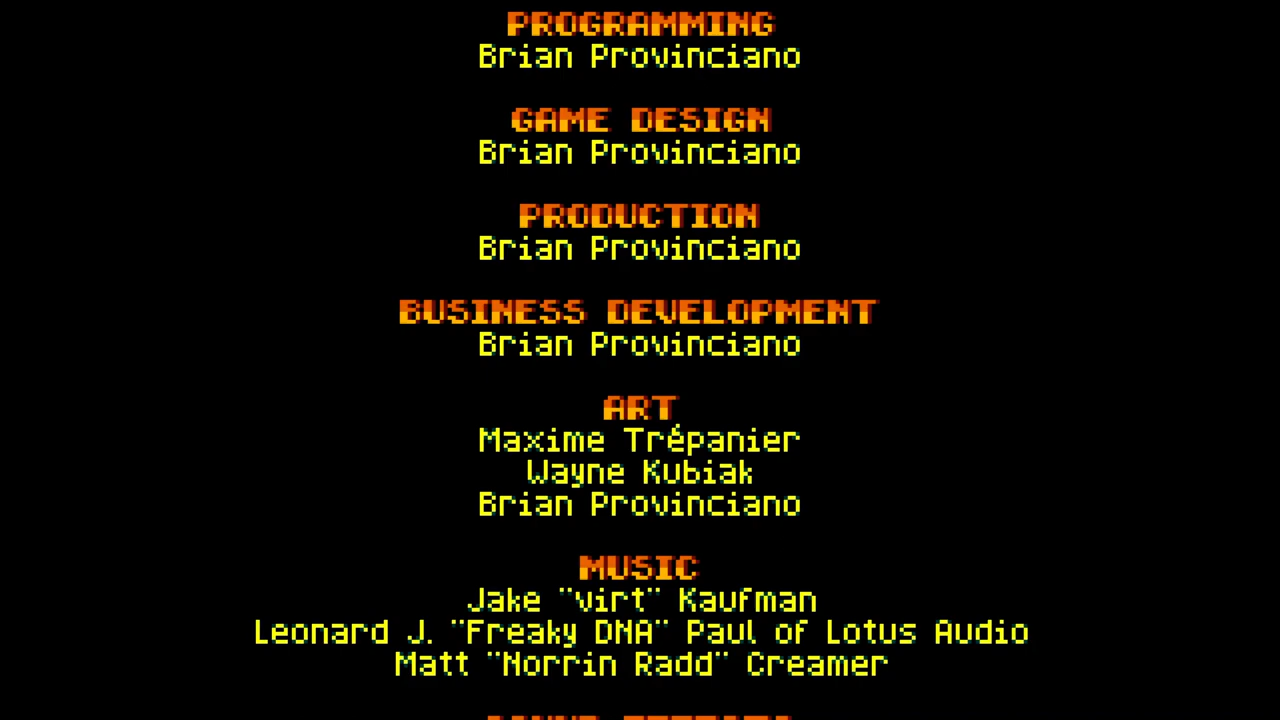 PROGRAMMING
Brian Provinciano
GAME DESIGN
Brian Provinciano
PRODUCTION
Brian Provinciano
BUSINESS DEVELOPMENT
Brian Provinciano
ART
Maxime Trépanier
Wayne Kubiak
Brian Provinciano
MUSIC
Jake "virt" Kaufman
Leonard J. "Freaky DNA" Paul of Lotus Audio
Matt "Norrin Radd" Creamer